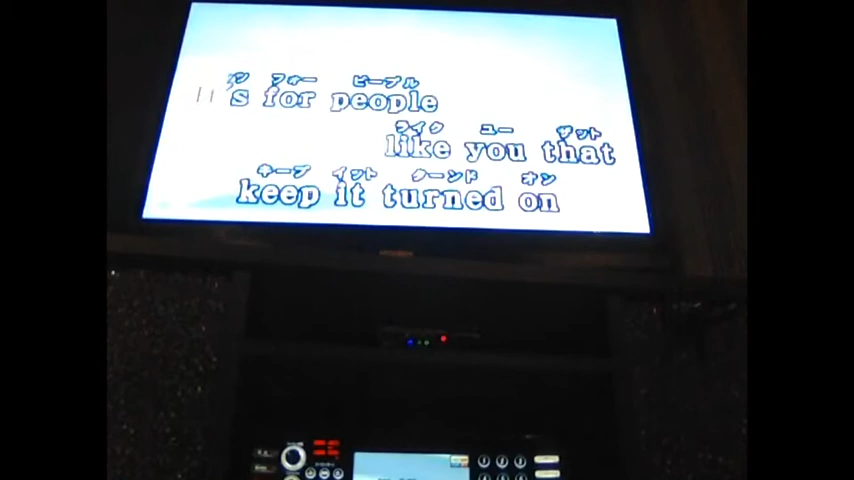 ン フォー ピープル
's for people
ライク ユー ザット
like you that
キープ イット ターンド オン
keep it turned on